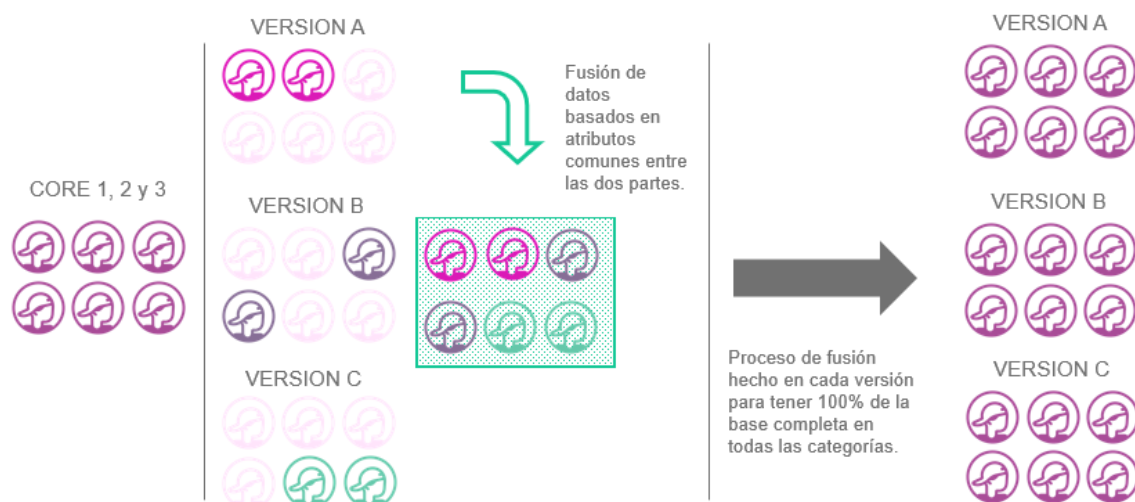 CORE 1, 2 y 3
VERSION A
VERSION B
VERSION C
Fusión de
datos
basados en
atributos
comunes entre
las dos partes.
Proceso de fusión
hecho en cada versión
para tener 100% de la
base completa en
todas las categorías.
VERSION A
VERSION B
VERSION C